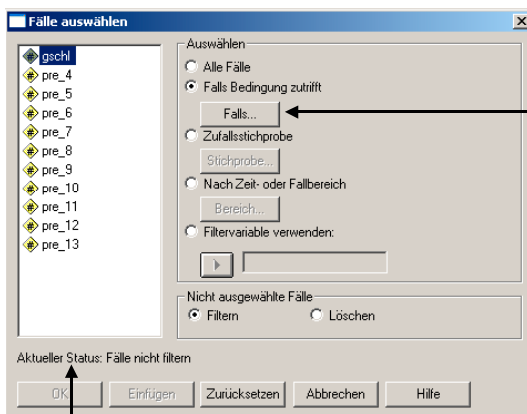 Fälle auswählen
gschl
pre_4
pre_5
pre_6
pre_7
pre_8
pre_9
pre_10
pre_11
pre_12
pre_13
Auswählen
Alle Fälle
Falls Bedingung zutrifft
Falls...
Zufallsstichprobe
Stichprobe...
Nach Zeit- oder Fallbereich
Bereich...
Filtervariable verwenden:
Nicht ausgewählte Fälle
Filtern Löschen
Aktueller Status: Fälle nicht filtern
OK Einfügen Zurücksetzen Abbrechen Hilfe